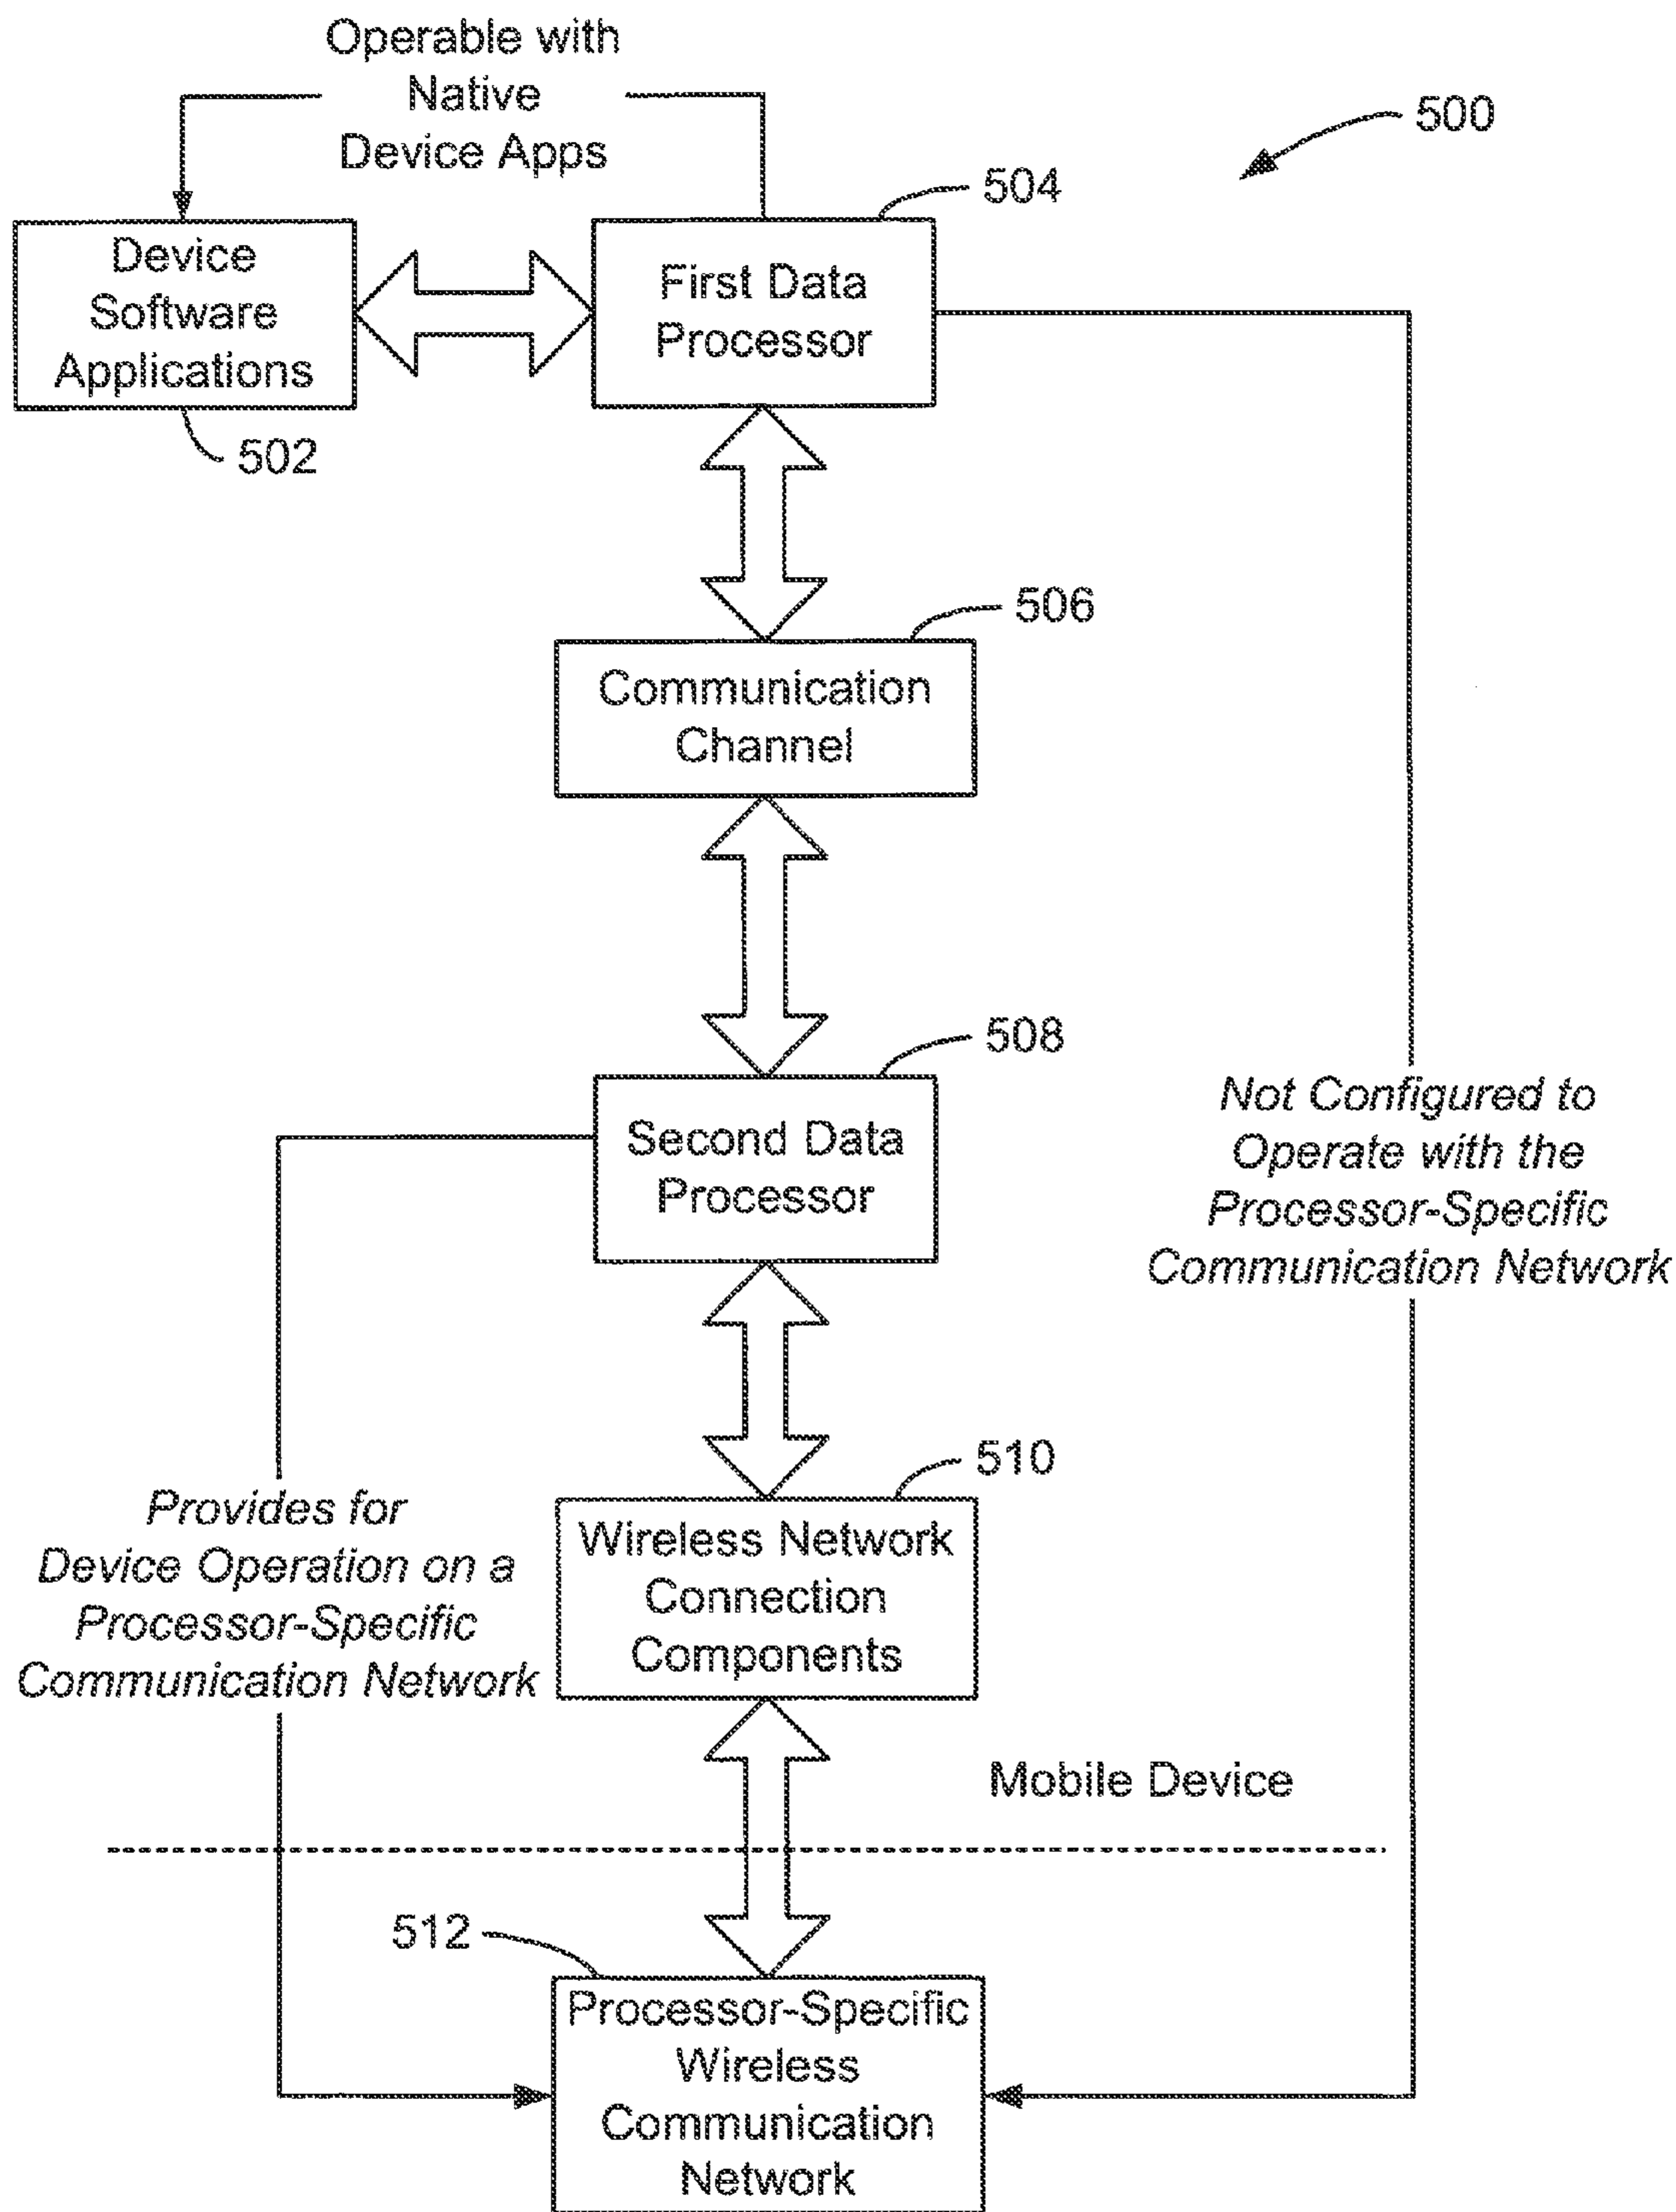 Operable with
Native
Device Apps
500
504
Device
Software
Applications
First Data
Processor
502
506
Communication
Channel
508
Second Data
Processor
Not Configured to
Operate with the
Processor-Specific
Communication Network
510
Provides for
Device Operation on a
Processor-Specific
Communication Network
Wireless Network
Connection
Components
Mobile Device
512
Processor-Specific
Wireless
Communication
Network